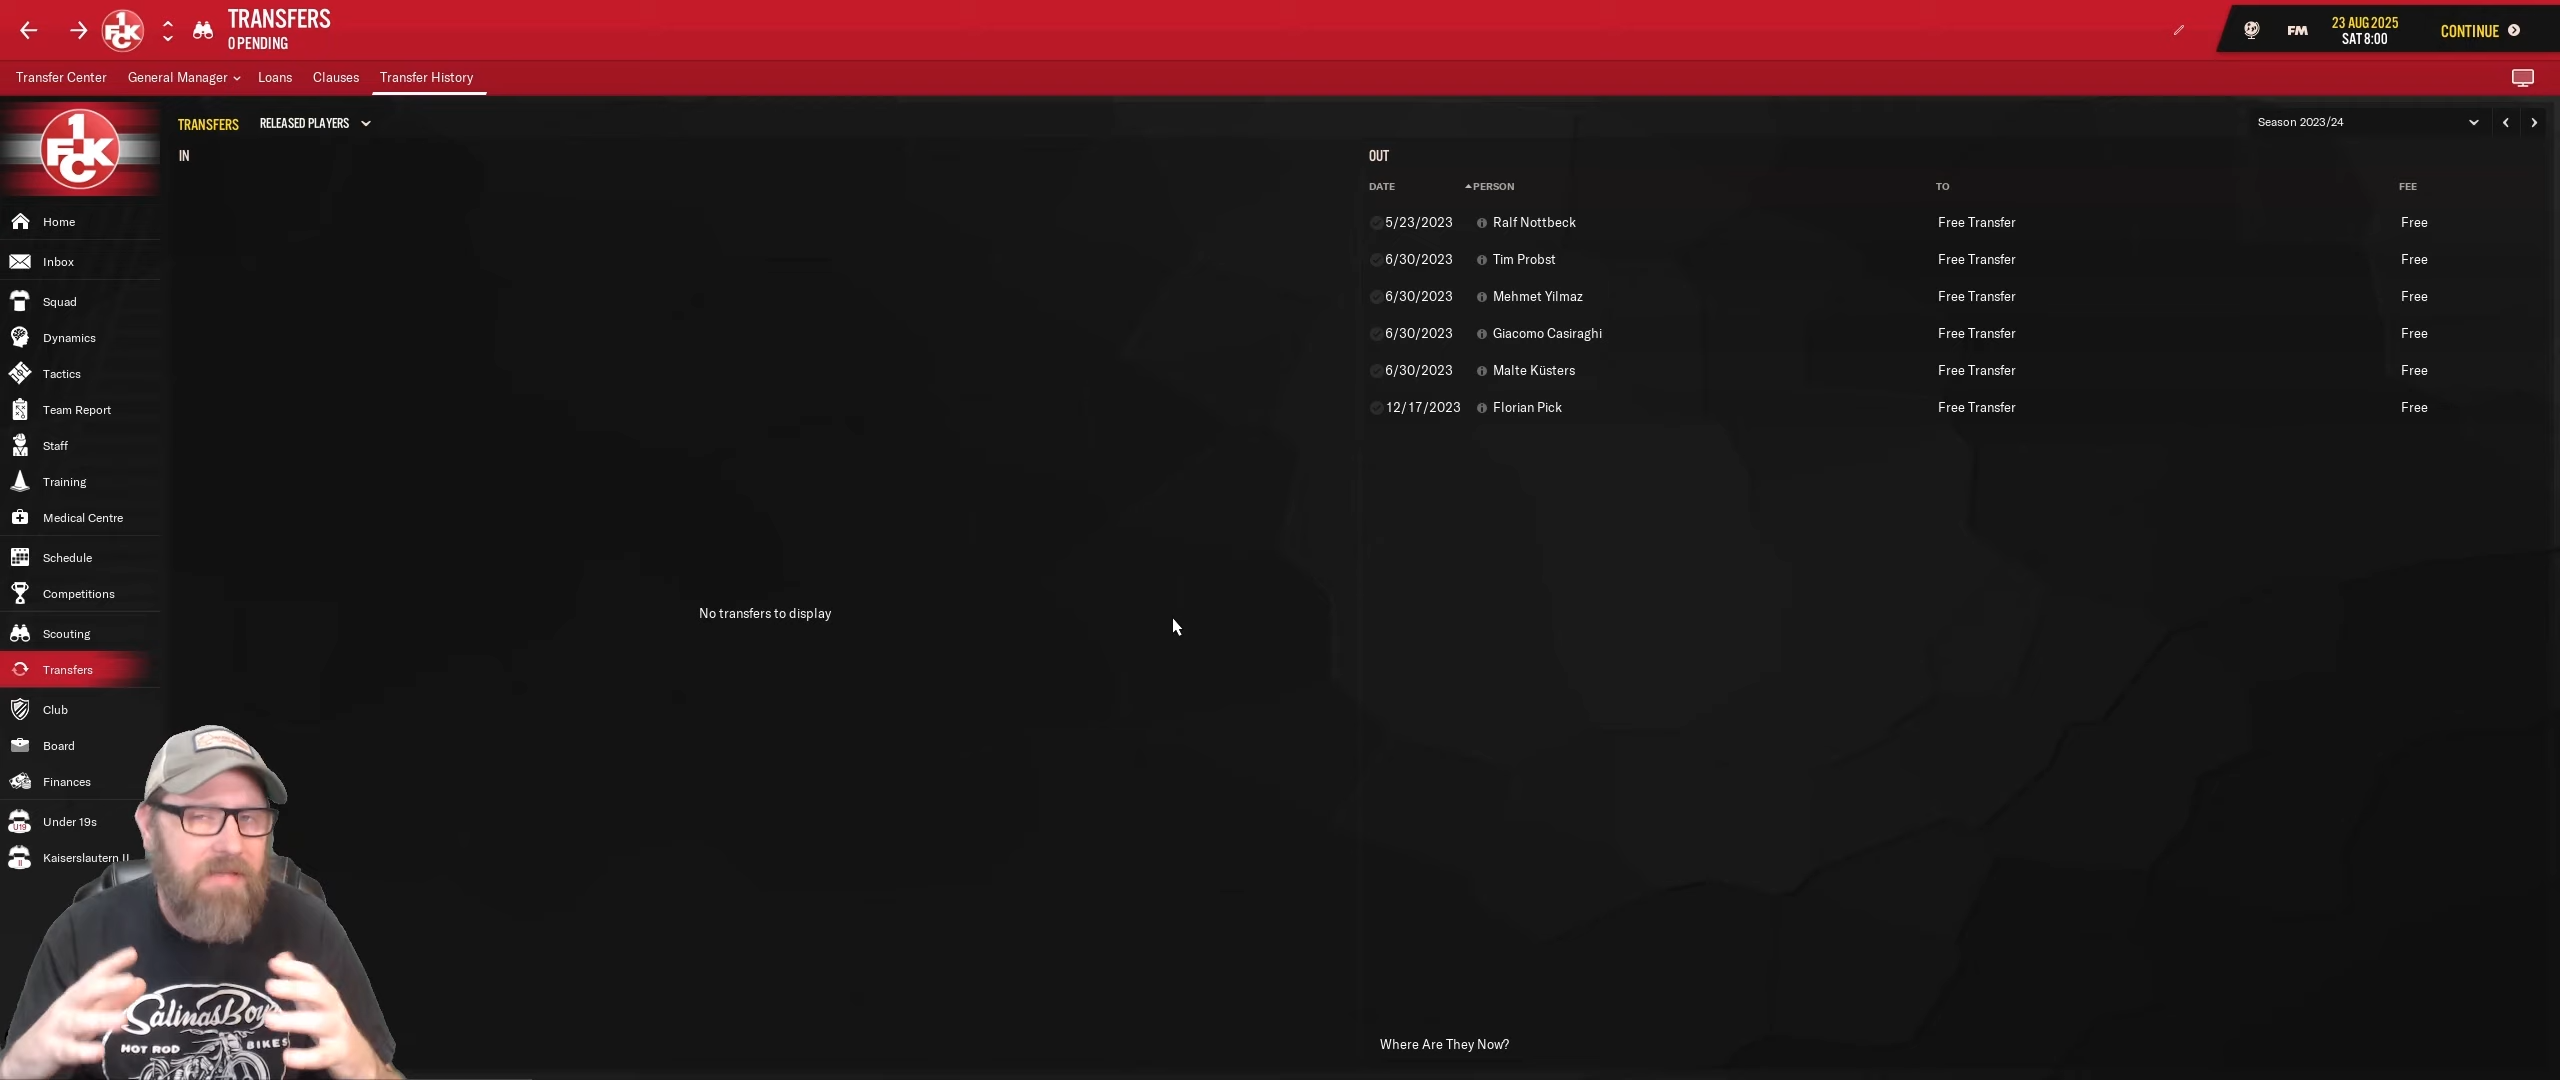 TRANSFERS
0 PENDING
FM
23 AUG 2025
SAT 8:00
CONTINUE
Transfer Center
General Manager
Loans
Clauses
Transfer History
1
FCK
TRANSFERS
RELEASED PLAYERS
Season 2023/24
IN
OUT
DATE
PERSON
TO
FEE
5/23/2023 Ralf Nottbeck Free Transfer Free
6/30/2023 Tim Probst Free Transfer Free
6/30/2023 Mehmet Yilmaz Free Transfer Free
6/30/2023 Giacomo Casiraghi Free Transfer Free
6/30/2023 Malte Küsters Free Transfer Free
12/17/2023 Florian Pick Free Transfer Free
No transfers to display
Where Are They Now?
Home
Inbox
Squad
Dynamics
Tactics
Team Report
Staff
Training
Medical Centre
Schedule
Competitions
Scouting
Transfers
Club
Board
Finances
U19
Under 19s
II
Kaiserslautern II
SalinasBoys
HOT ROD
BIKES